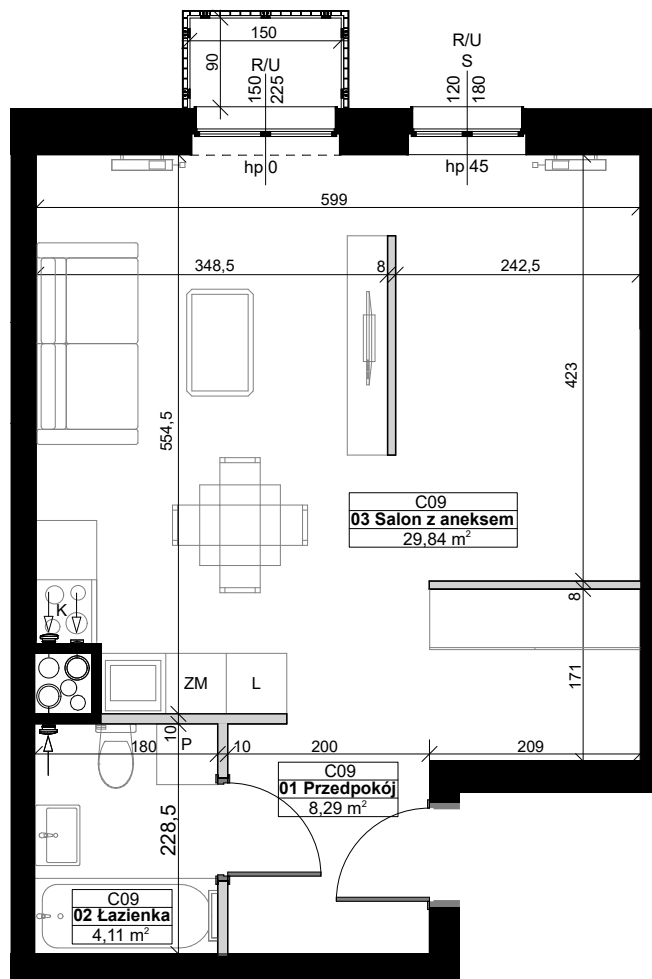 150
90
R/U
150
225
R/U
S
120
180
hp 0
hp 45
599
348,5
8
242,5
423
554,5
C09
03 Salon z aneksem
29,84 m²
K
8
ZM
L
171
10
P
180
10
200
209
C09
01 Przedpokój
8,29 m²
228,5
C09
02 Łazienka
4,11 m²